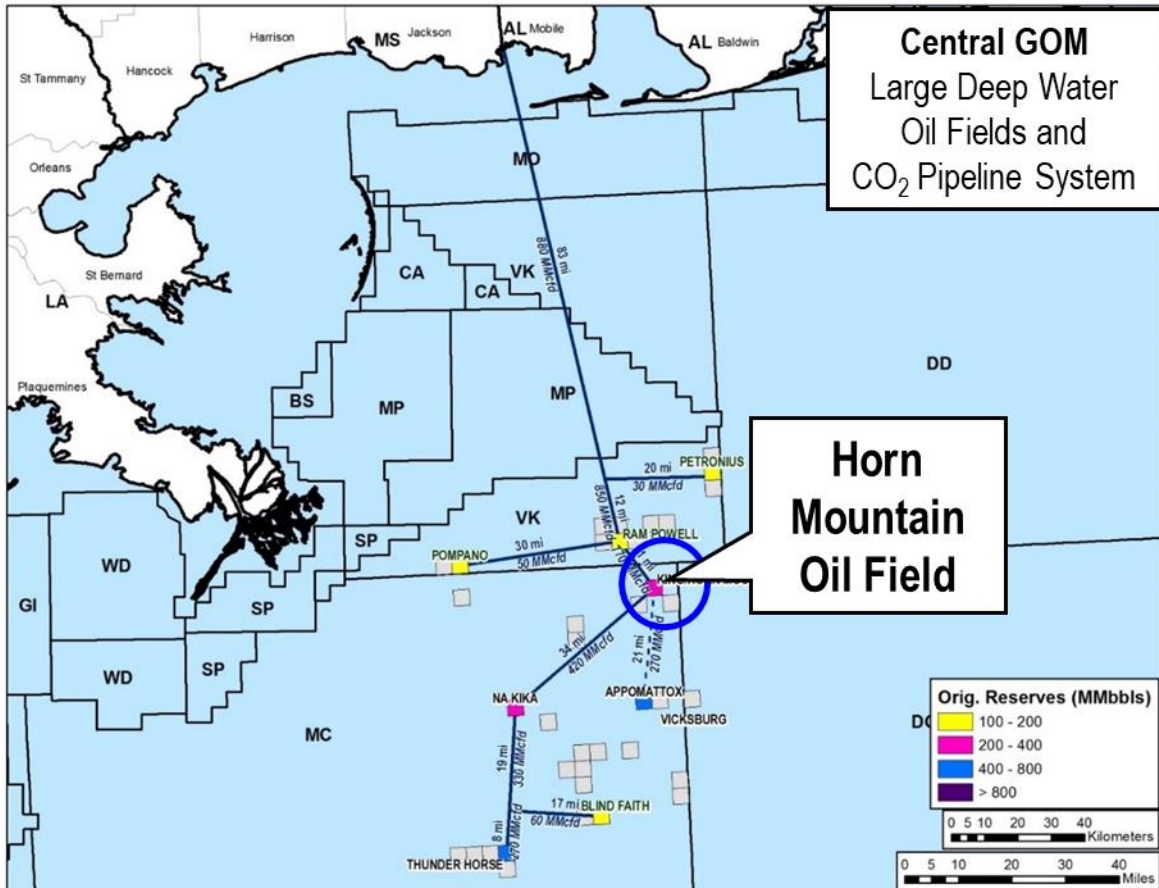 Central GOM
Large Deep Water
Oil Fields and
CO₂ Pipeline System
St Tammany
Hancock
Harrison
MS Jackson
AL Mobile
AL Baldwin
Orleans
St Bernard
LA
Plaquemines
MO
83 mi
880 MMcfd
CA
VK
CA
DD
BS
MP
MP
Horn
Mountain
Oil Field
PETRONIUS
20 mi
30 MMcfd
12 mi
850 MMcfd
VK
RAM POWELL
SP
POMPANO
30 mi
50 MMcfd
WD
GI
SP
34 mi
420 MMcfd
21 mi
270 MMcfd
WD
SP
NA KIKA
APPOMATTOX
VICKSBURG
MC
19 mi
330 MMcfd
17 mi
60 MMcfd
BLIND FAITH
8 mi
270 MMcfd
THUNDER HORSE
Orig. Reserves (MMbbls)
100 - 200
200 - 400
400 - 800
> 800
0 5 10 20 30 40
Kilometers
0 5 10 20 30 40
Miles